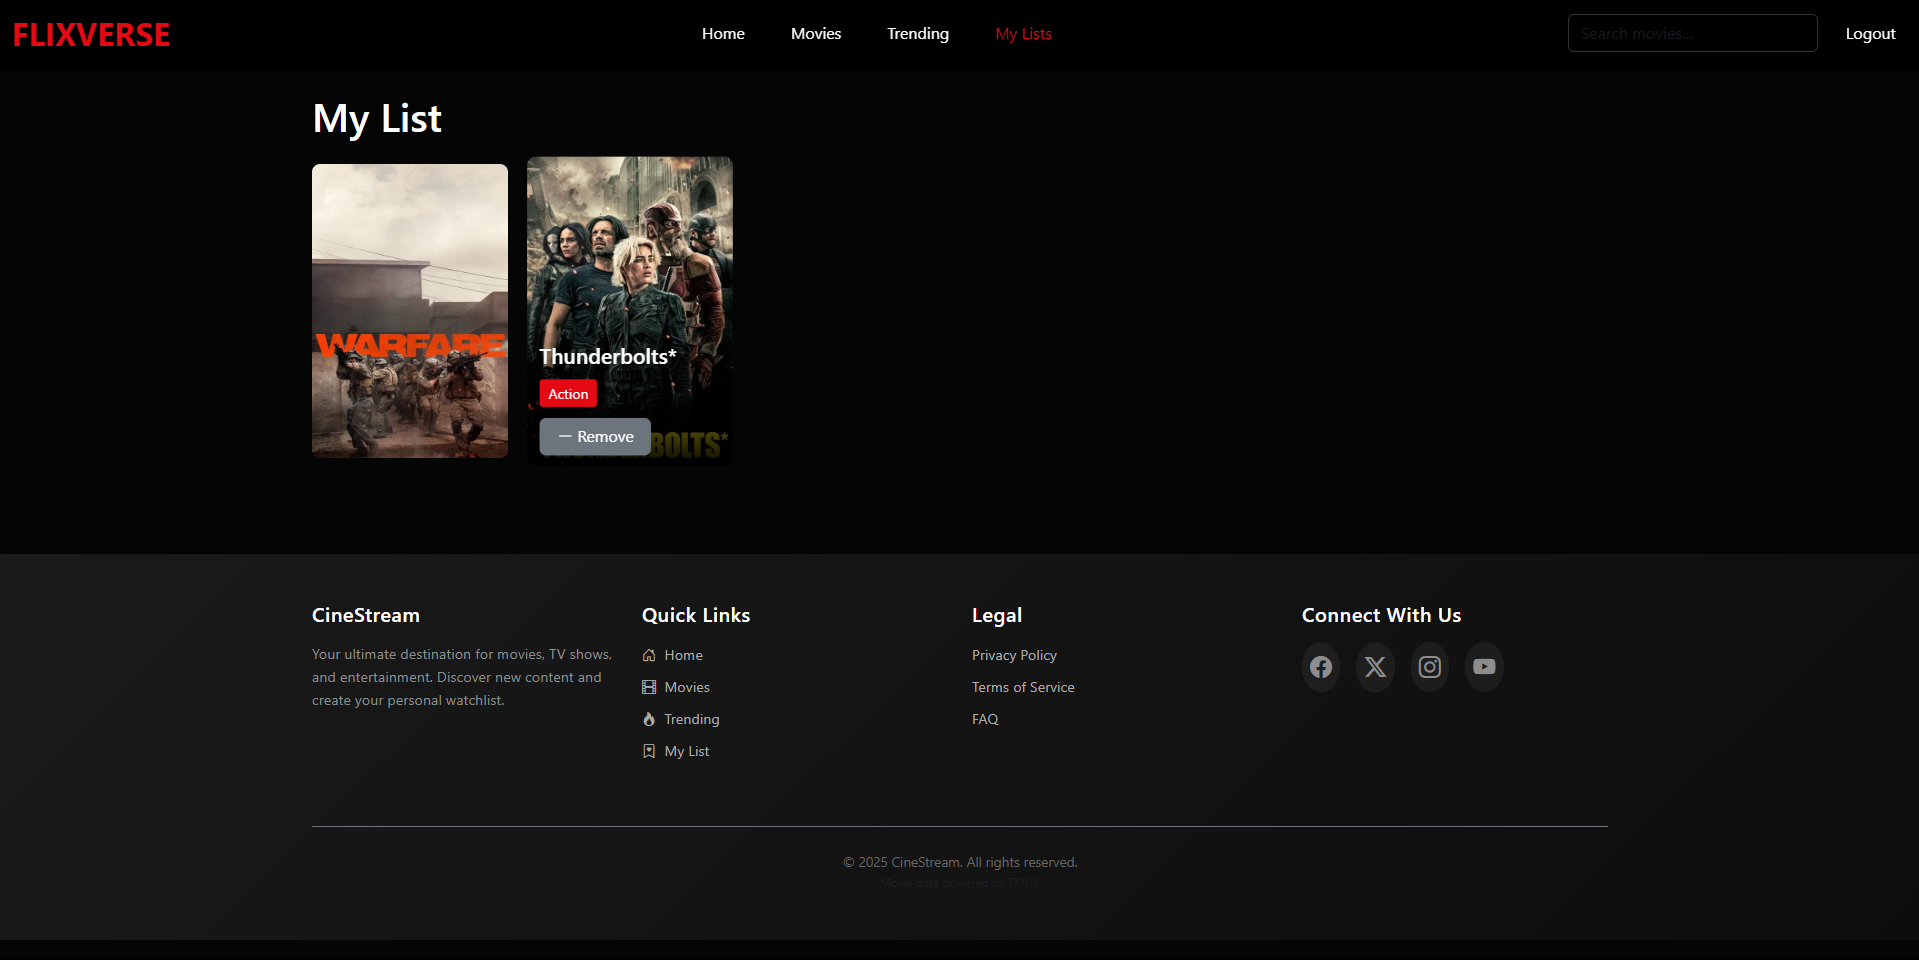 FLIXVERSE
Home
Movies
Trending
My Lists
Search movies...
Logout
My List
WARFARE
Thunderbolts*
Action
Remove
BOLTS*
CineStream
Your ultimate destination for movies, TV shows,
and entertainment. Discover new content and
create your personal watchlist.
Quick Links
Home
Movies
Trending
My List
Legal
Privacy Policy
Terms of Service
FAQ
Connect With Us
© 2025 CineStream. All rights reserved.
Movie data powered by TMDB